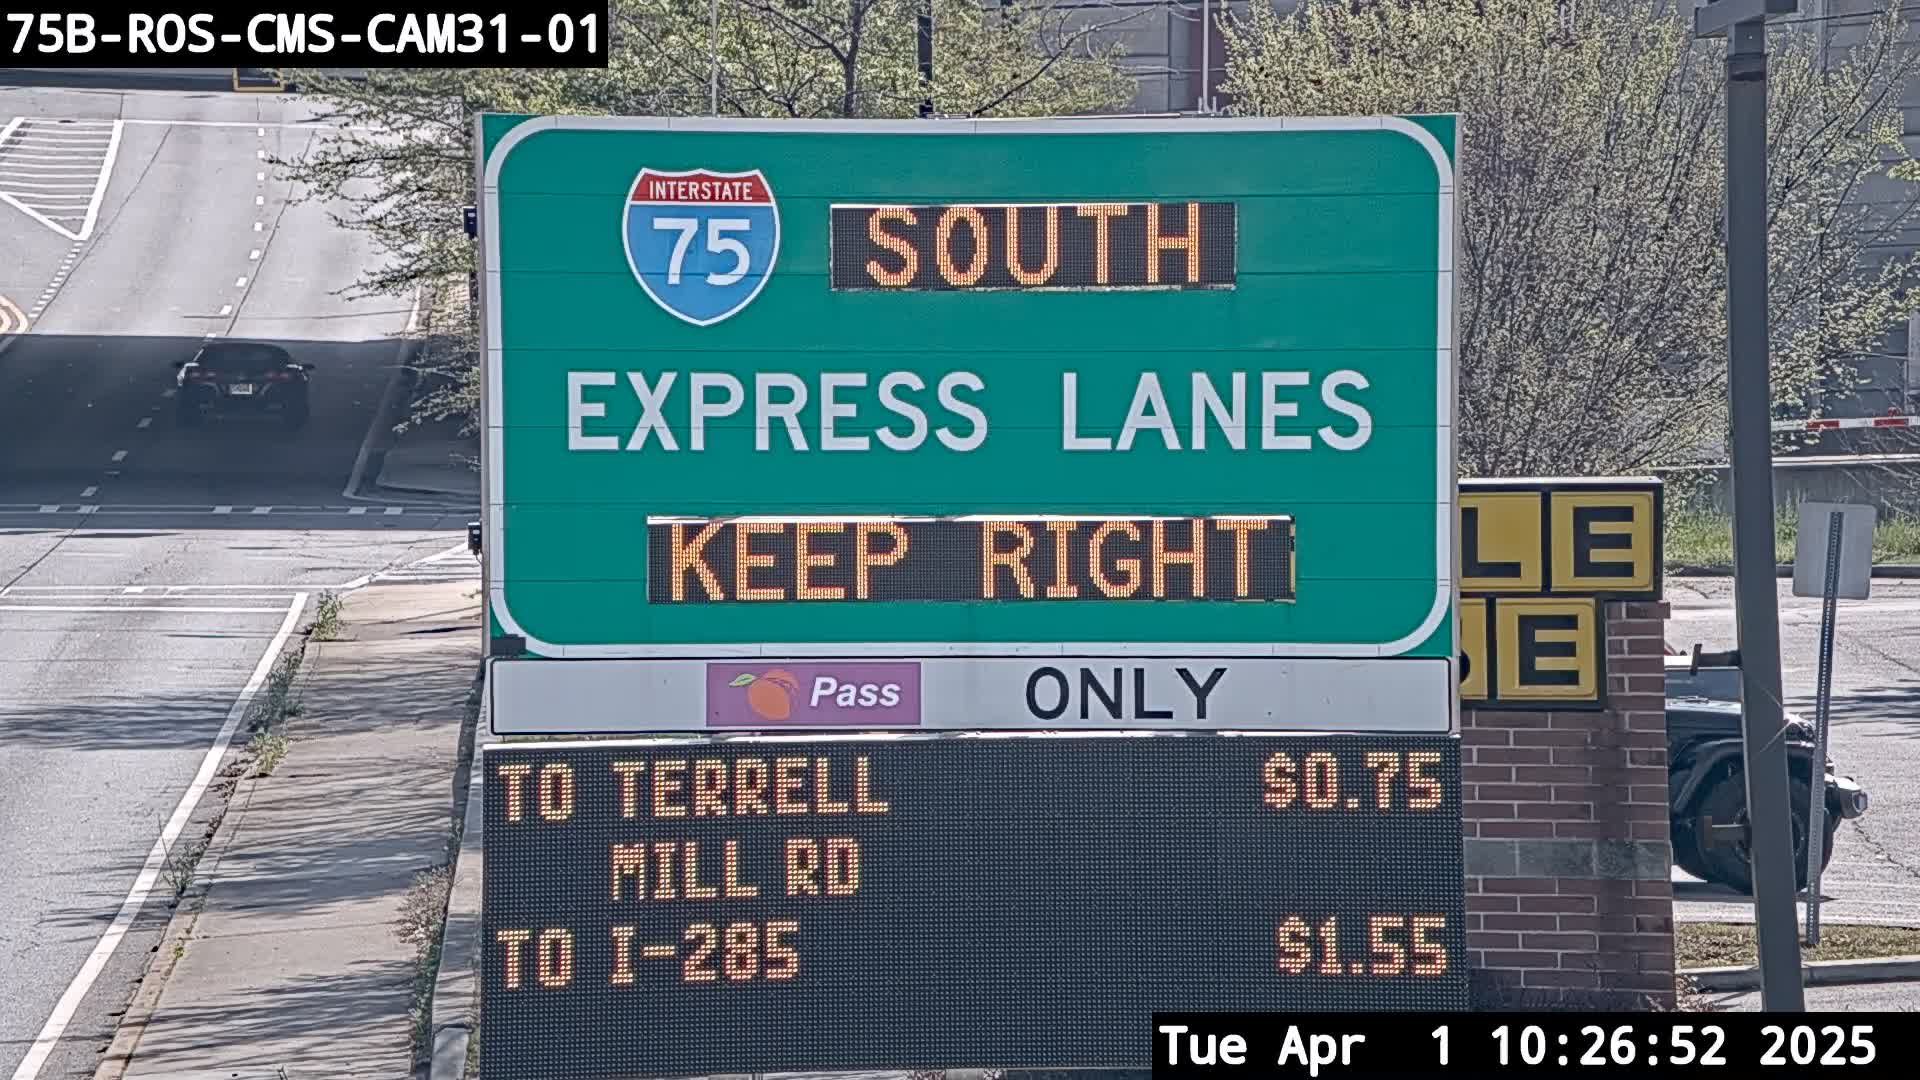 75B-ROS-CMS-CAM31-01
INTERSTATE
75
SOUTH
EXPRESS LANES
KEEP RIGHT
LE
E
Pass ONLY
TO TERRELL $0.75
MILL RD
TO I-285 $1.55
Tue Apr 1 10:26:52 2025